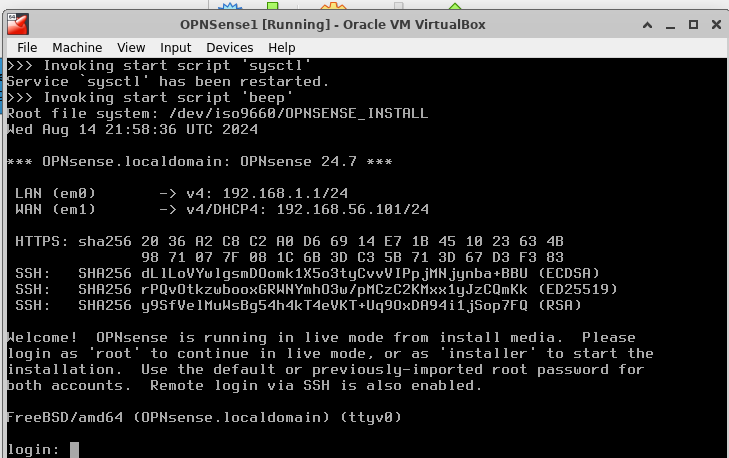 OPNSense1 [Running] - Oracle VM VirtualBox
File Machine View Input Devices Help
>>> Invoking start script 'sysctl'
Service `sysctl' has been restarted.
>>> Invoking start script 'beep'
Root file system: /dev/iso9660/OPNSENSE_INSTALL
Wed Aug 14 21:58:36 UTC 2024
*** OPNsense.localdomain: OPNsense 24.7 ***
LAN (em0) -> v4: 192.168.1.1/24
WAN (em1) -> v4/DHCP4: 192.168.56.101/24
HTTPS: sha256 20 36 A2 C8 C2 A0 D6 69 14 E7 1B 45 10 23 63 4B
98 71 07 7F 08 1C 6B 3D C3 5B 71 3D 67 D3 F3 83
SSH: SHA256 dLlLoVYwlgsmDOomk1X5o3tyCvvVIPpjMNjynba+BBU (ECDSA)
SSH: SHA256 rPQvOtkzwbooxGRWNYmhO3w/pMCzC2KMxx1yJzCQmKk (ED25519)
SSH: SHA256 y9SfVelMuWsBg54h4kT4eVKT+Uq9OxDA94i1jSop7FQ (RSA)
Welcome! OPNsense is running in live mode from install media. Please
login as 'root' to continue in live mode, or as 'installer' to start the
installation. Use the default or previously-imported root password for
both accounts. Remote login via SSH is also enabled.
FreeBSD/amd64 (OPNsense.localdomain) (ttyv0)
login: